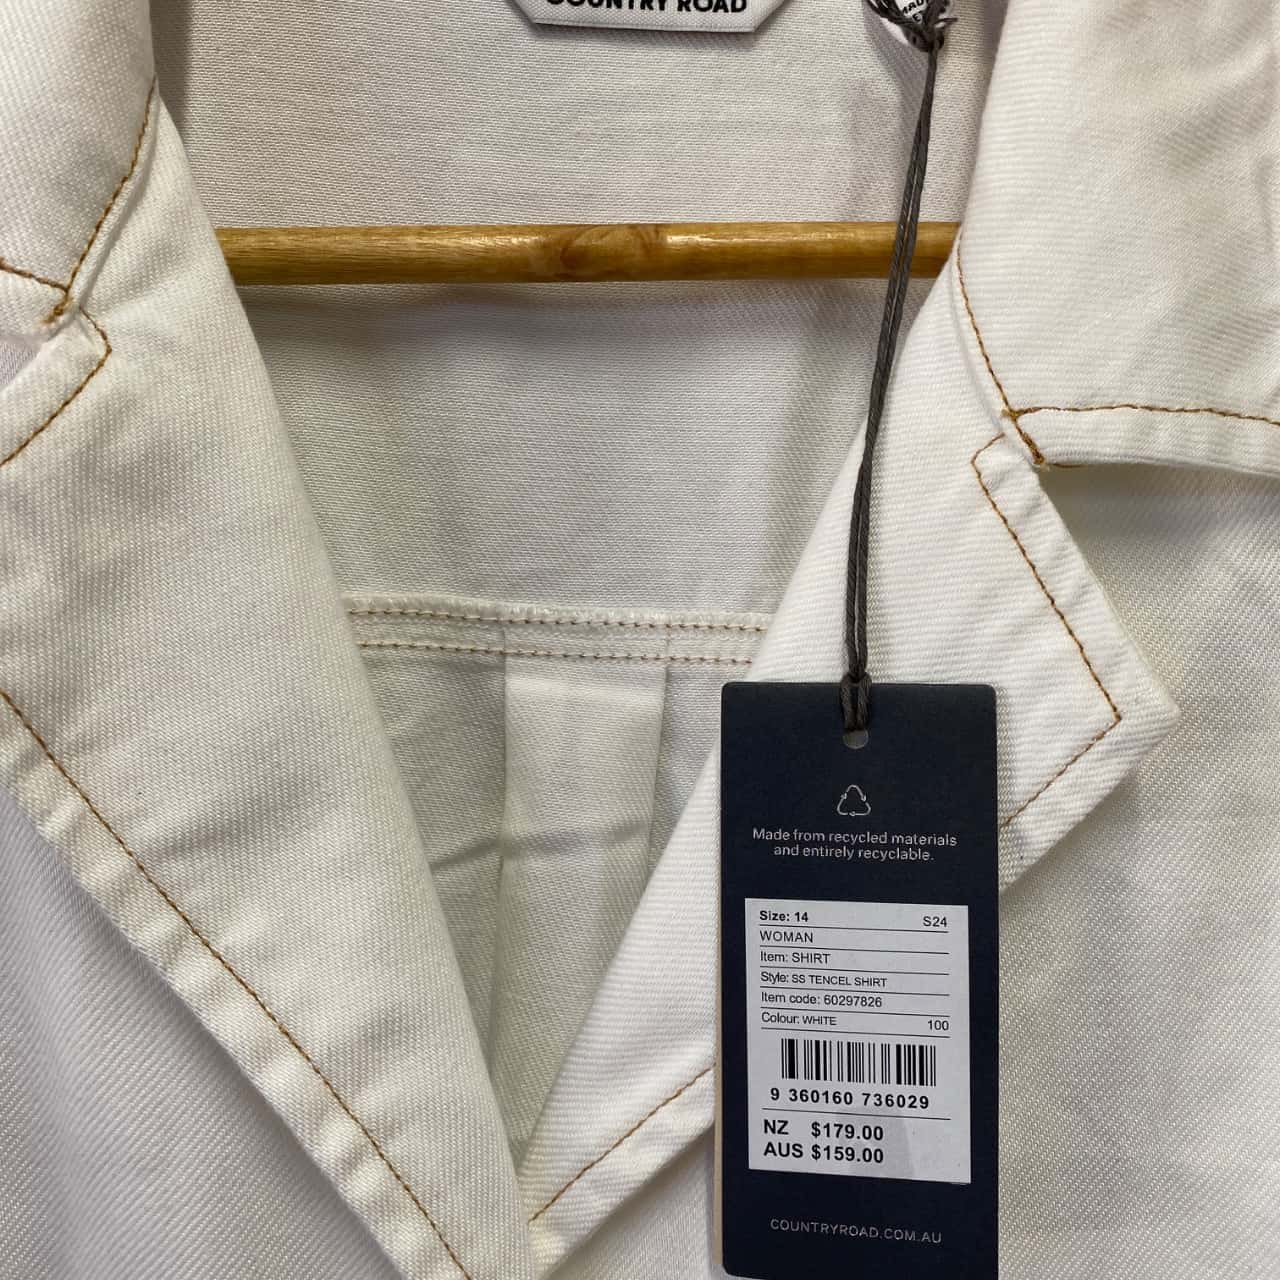 COUNTRY ROAD
Made from recycled materials
and entirely recyclable.
Size: 14 S24
WOMAN
Item: SHIRT
Style: SS TENCEL SHIRT
Item code: 60297826
Colour: WHITE 100
9 360160 736029
NZ $179.00
AUS $159.00
COUNTRYROAD.COM.AU